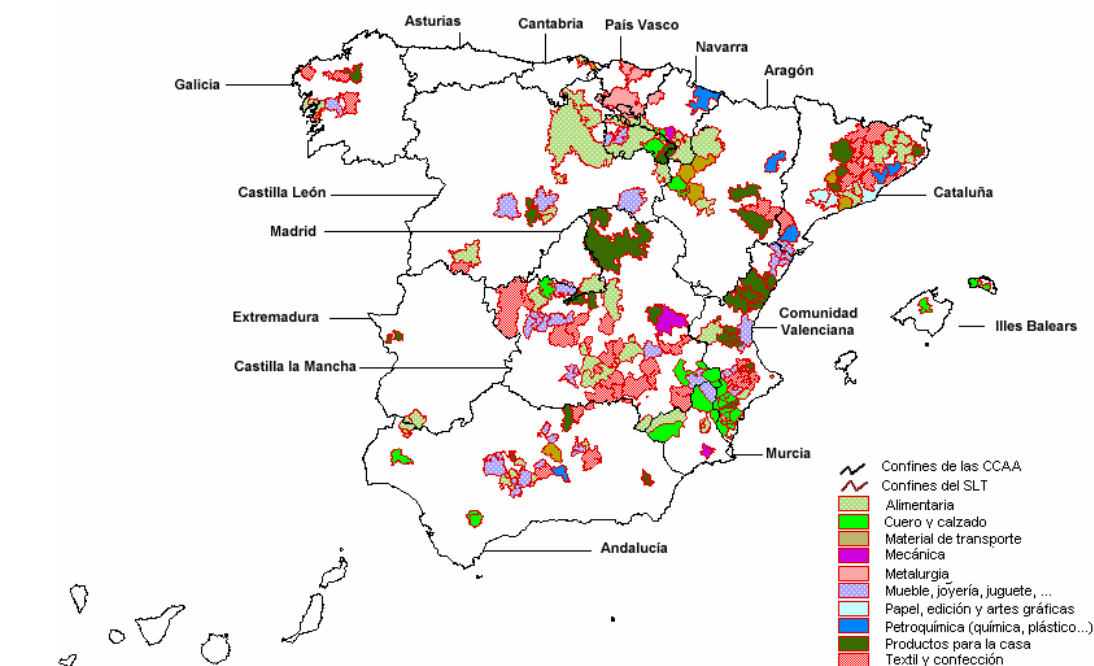 Asturias
Cantabria
País Vasco
Navarra
Aragón
Galicia
Castilla León
Cataluña
Madrid
Extremadura
Comunidad
Valenciana
Illes Balears
Castilla la Mancha
Murcia
Andalucía
Confines de las CCAA
Confines del SLT
Alimentaria
Cuero y calzado
Material de transporte
Mecánica
Metalurgia
Mueble, joyería, juguete, ...
Papel, edición y artes gráficas
Petroquímica (química, plástico...)
Productos para la casa
Textil y confección